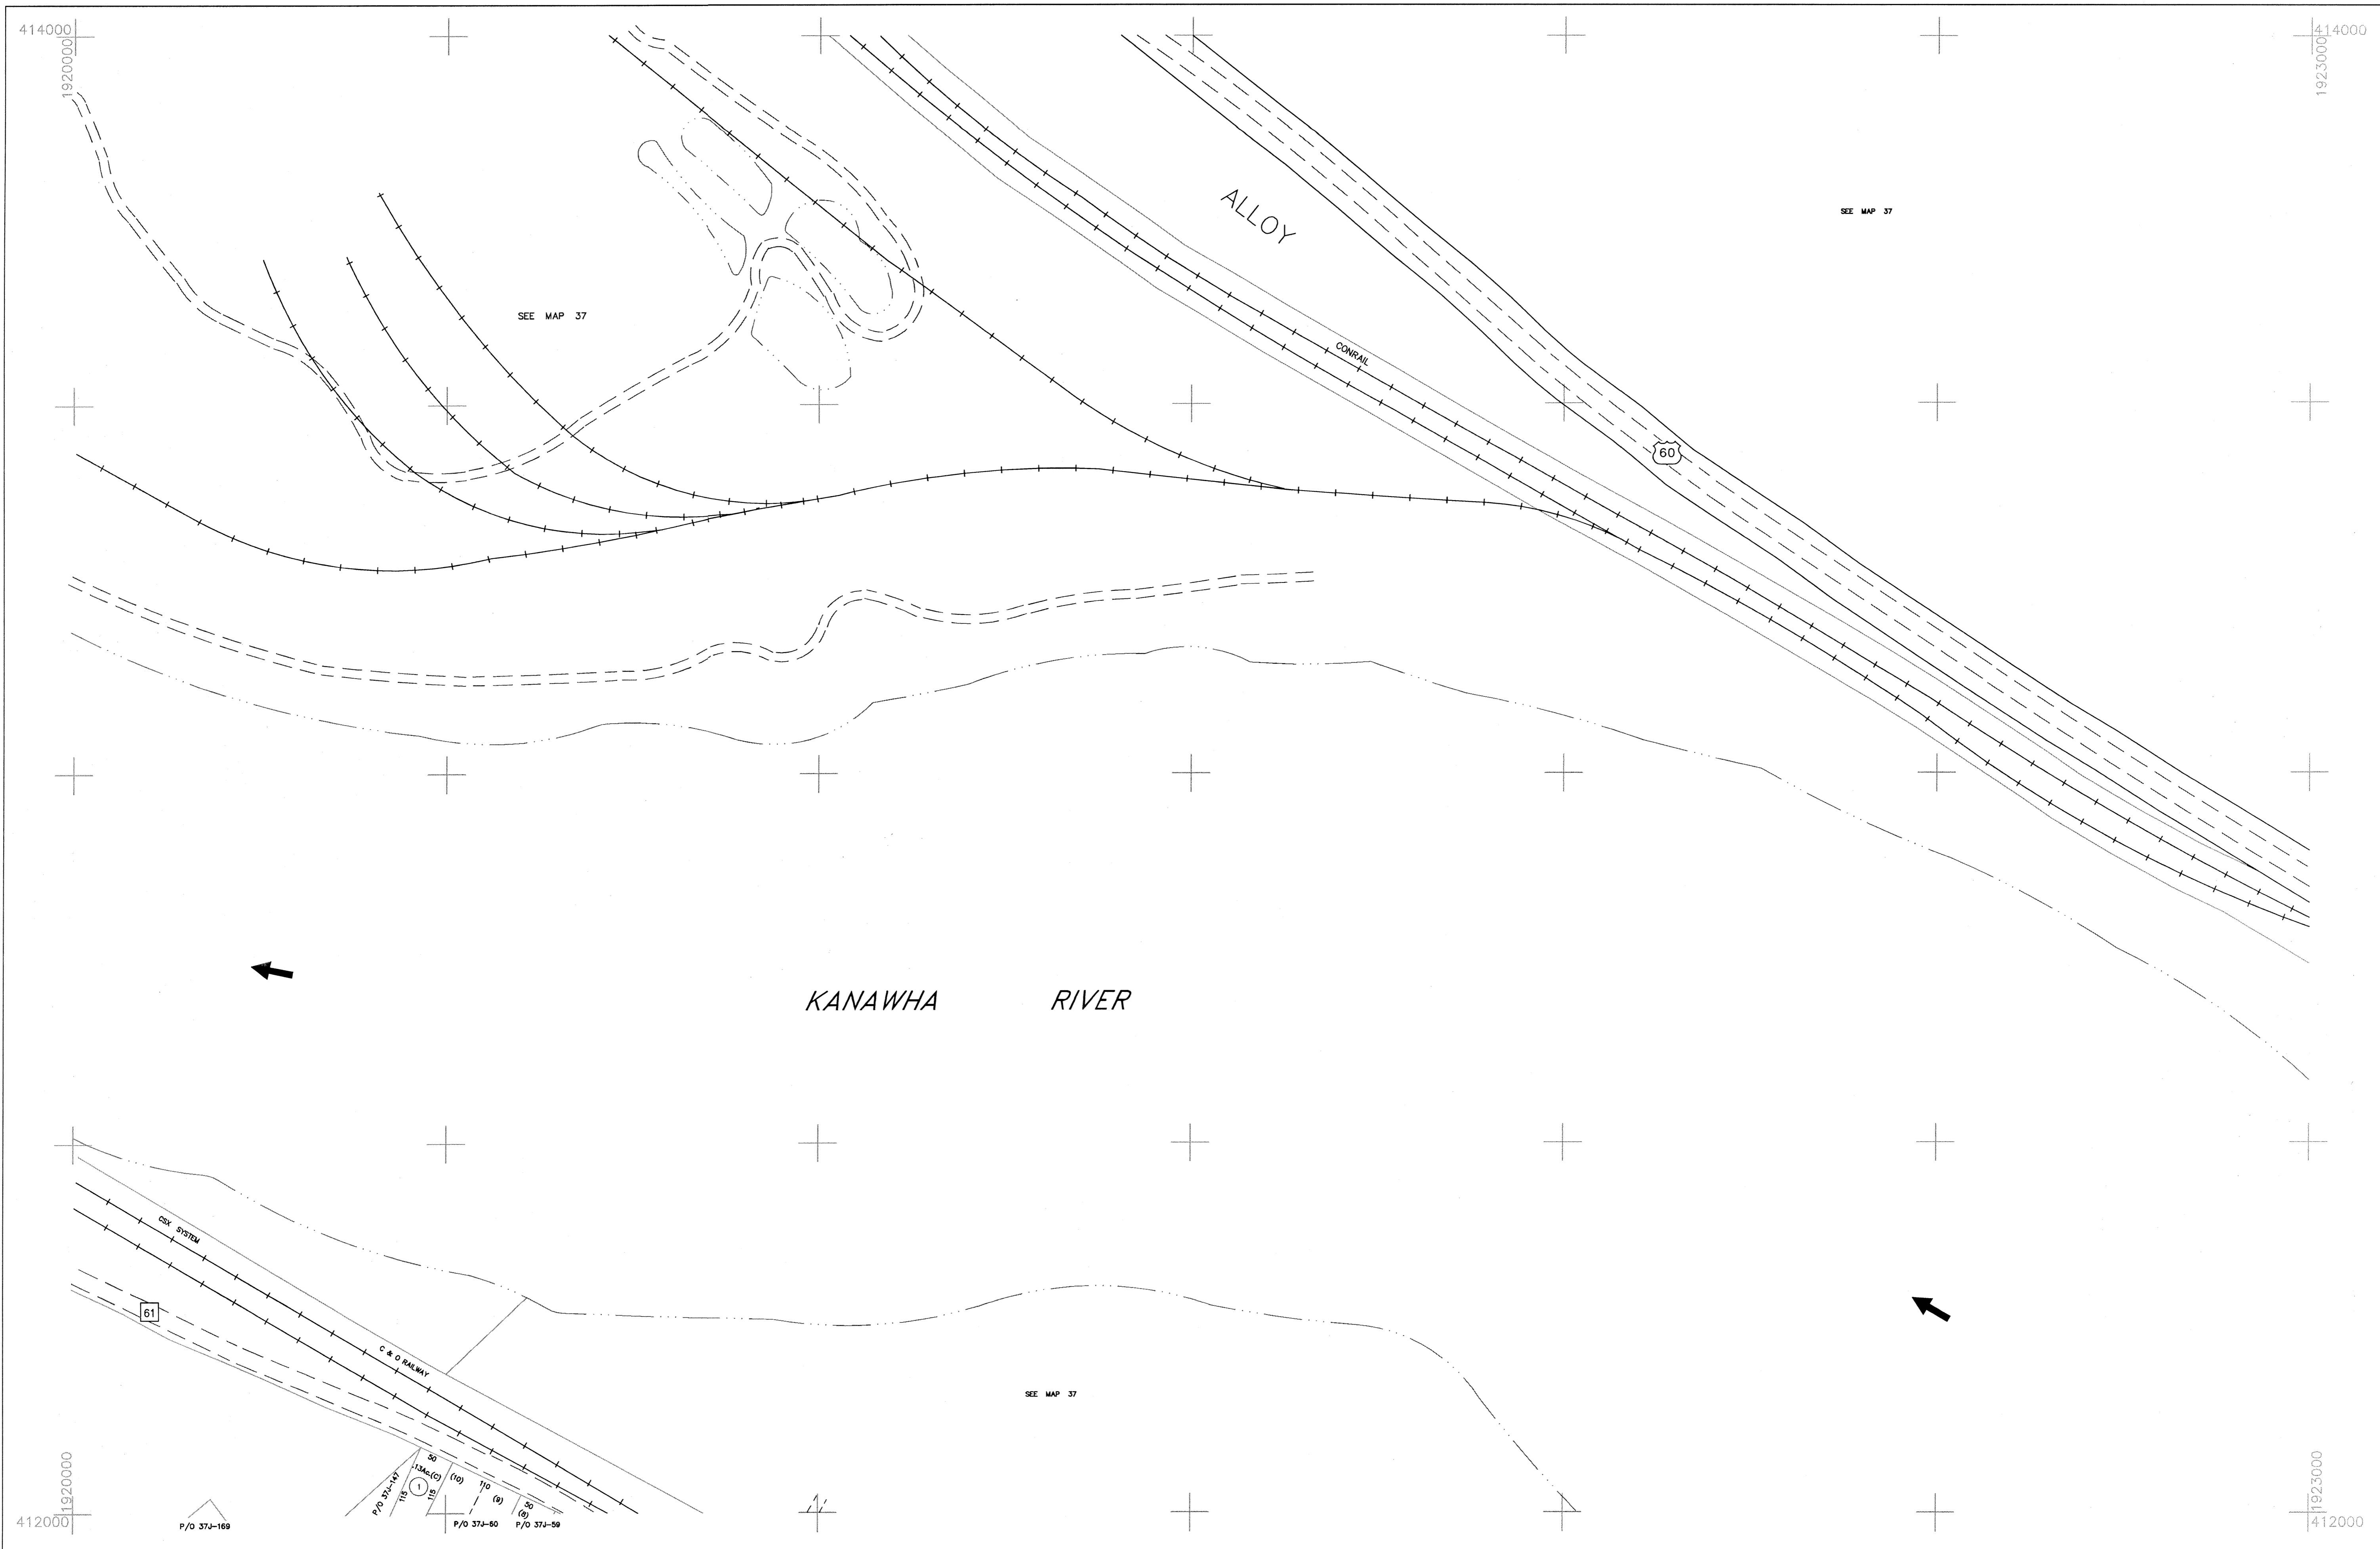 414000
1920000
414000
1923000
ALLOY
SEE MAP 37
SEE MAP 37
CONRAIL
60
KANAWHA RIVER
CSX SYSTEM
61
C & O RAILWAY
SEE MAP 37
P/O 37J-147
50
.13Ac.(C)
1
115
115
(10)
110
(9)
50
(8)
P/O 37J-169
P/O 37J-60
P/O 37J-59
1920000
412000
1923000
412000